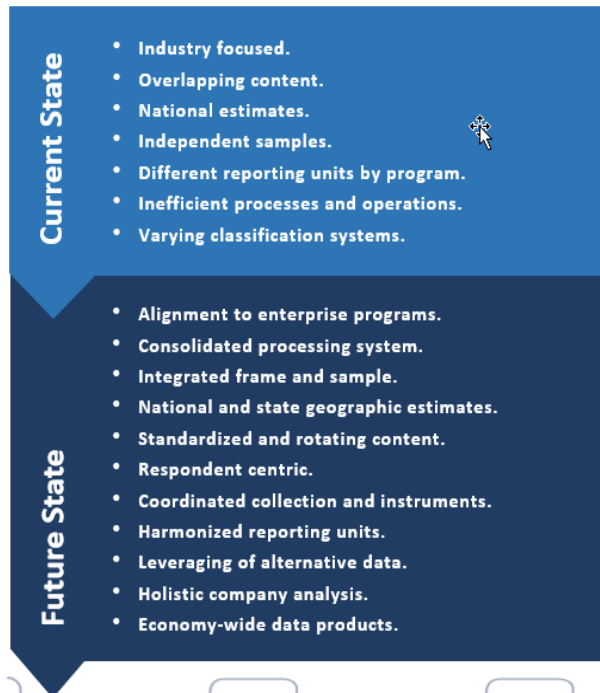 Current State
• Industry focused.
• Overlapping content.
• National estimates.
• Independent samples.
• Different reporting units by program.
• Inefficient processes and operations.
• Varying classification systems.
Future State
• Alignment to enterprise programs.
• Consolidated processing system.
• Integrated frame and sample.
• National and state geographic estimates.
• Standardized and rotating content.
• Respondent centric.
• Coordinated collection and instruments.
• Harmonized reporting units.
• Leveraging of alternative data.
• Holistic company analysis.
• Economy-wide data products.